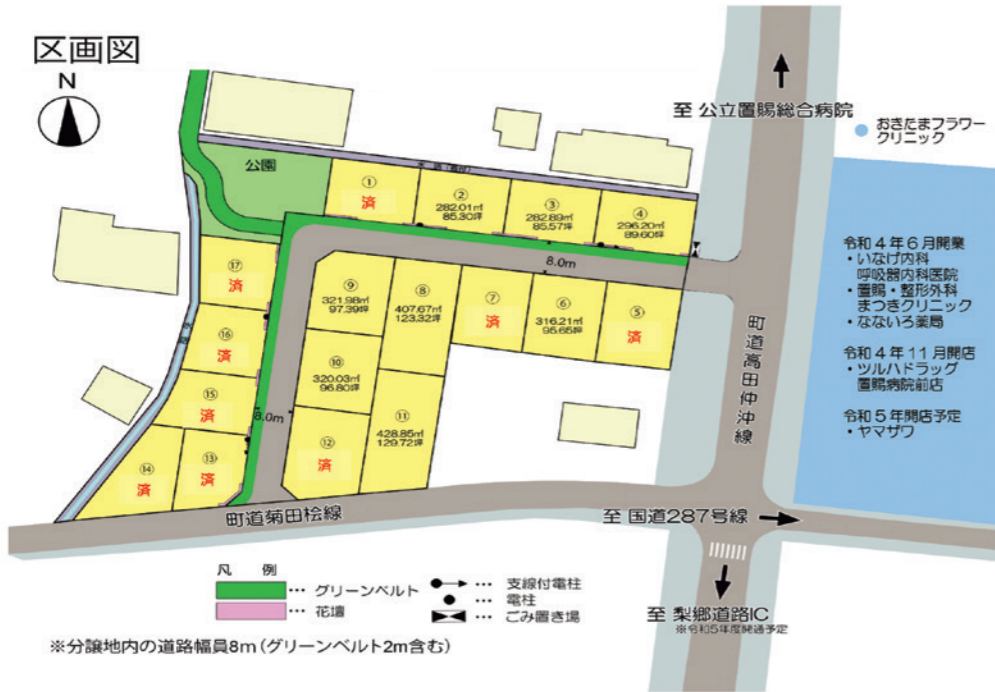 区画図
N
至 公立置賜総合病院
おきたまフラワー
クリニック
公園
①
済
②
282.01㎡
85.30坪
③
282.89㎡
85.57坪
④
296.20㎡
89.60坪
8.0m
⑰
済
⑨
321.98㎡
97.39坪
⑧
407.67㎡
123.32坪
⑦
済
⑥
316.21㎡
95.65坪
⑤
済
⑯
済
⑩
320.03㎡
96.80坪
⑮
済
8.0m
⑪
428.85㎡
129.72坪
⑫
済
⑭
済
⑬
済
町道高田仲沖線
令和4年6月開業
・いなげ内科
呼吸器内科医院
・置賜・整形外科
まつきクリニック
・なないろ薬局
令和4年11月開店
・ツルハドラッグ
置賜病院前店
令和5年開店予定
・ヤマザワ
町道菊田桧線
至 国道287号線
凡 例
… グリーンベルト
… 花壇
… 支線付電柱
… 電柱
… ごみ置き場
至 梨郷道路IC
※令和5年度開通予定
※分譲地内の道路幅員8m(グリーンベルト2m含む)